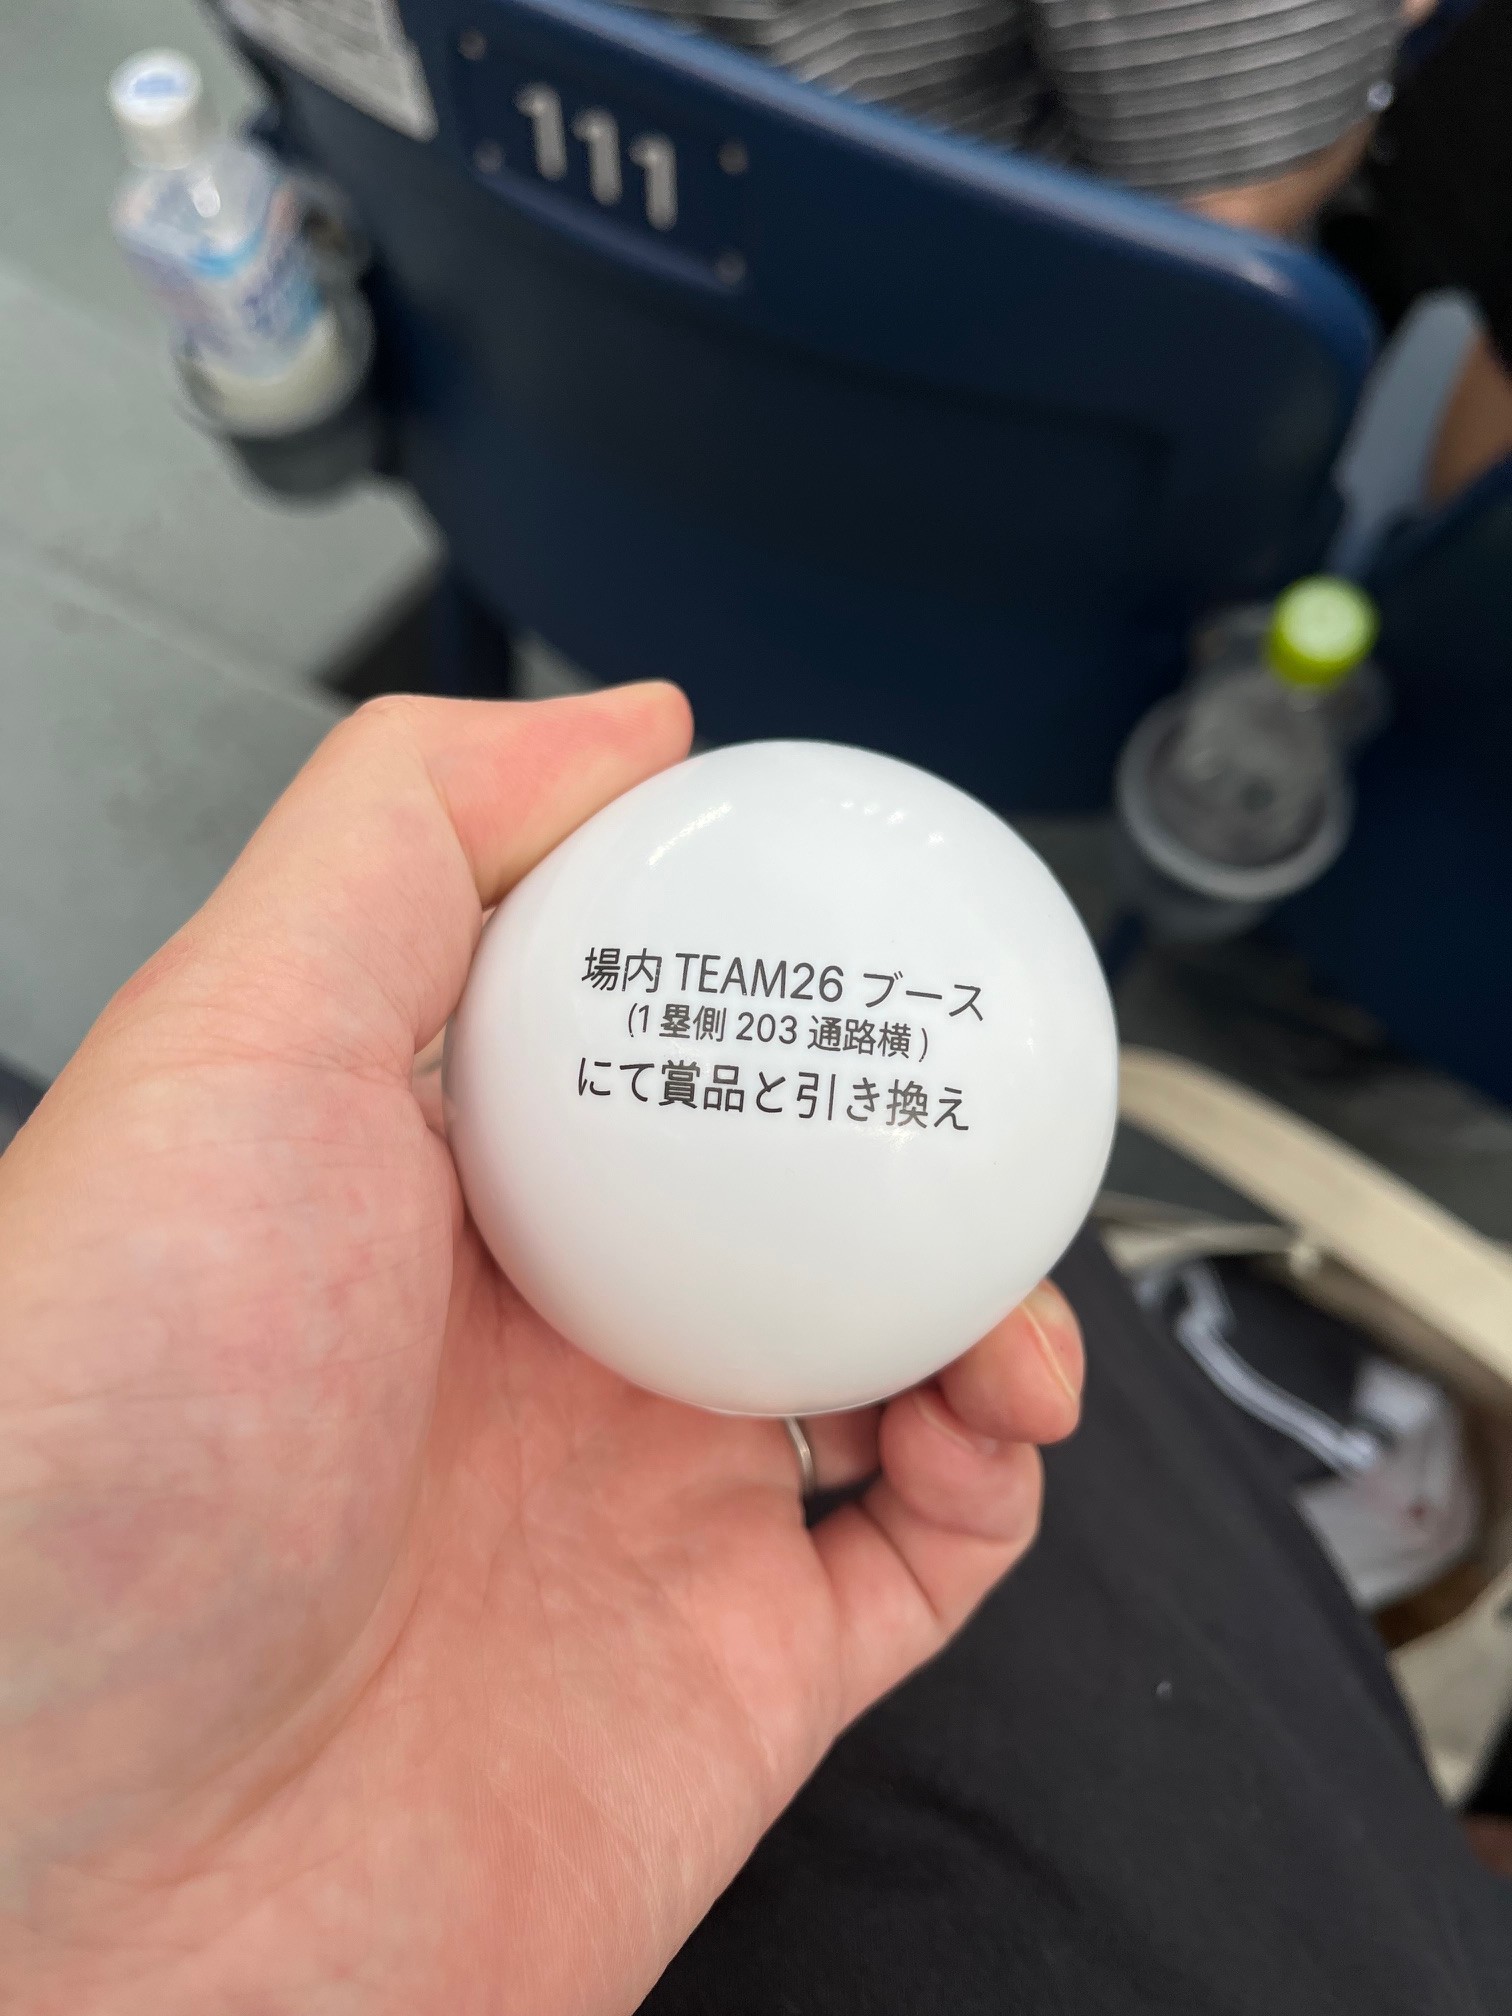 111
場内 TEAM26 ブース
(1 塁側 203 通路横)
にて賞品と引き換え